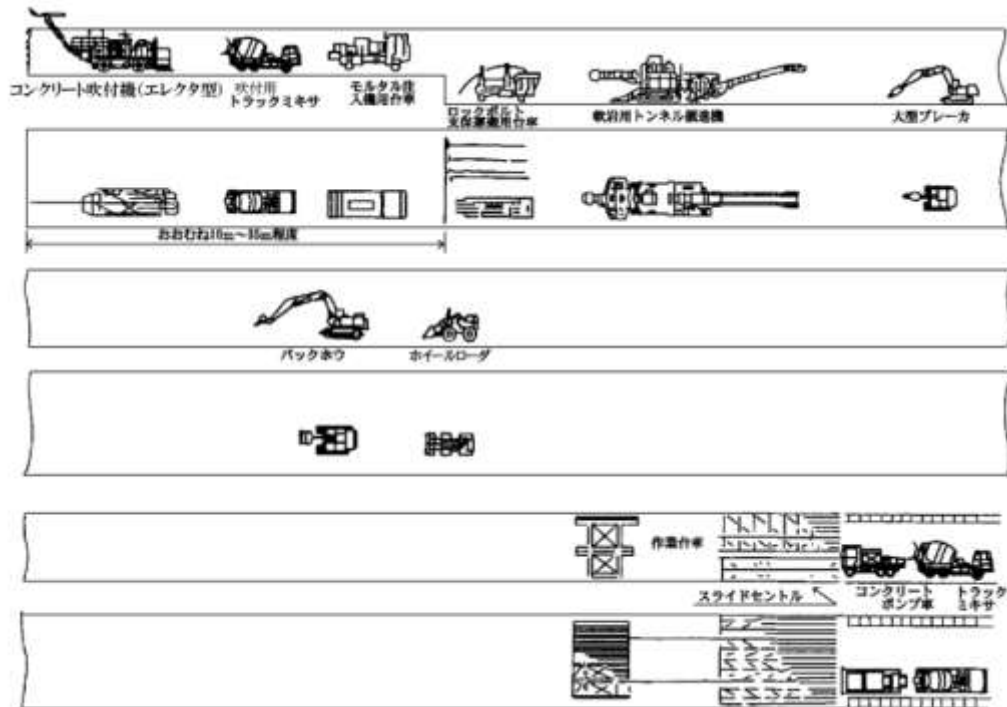 コンクリート吹付機(エレクタ型)
吹付用
トラックミキサ
モルタル注
入機用台車
ロックボルト
支保運搬用台車
軟岩用トンネル掘進機
大型ブレーカ
バックホウ
ホイールローダ
作業台車
スライドセントル
コンクリート
ポンプ車
トラック
ミキサ